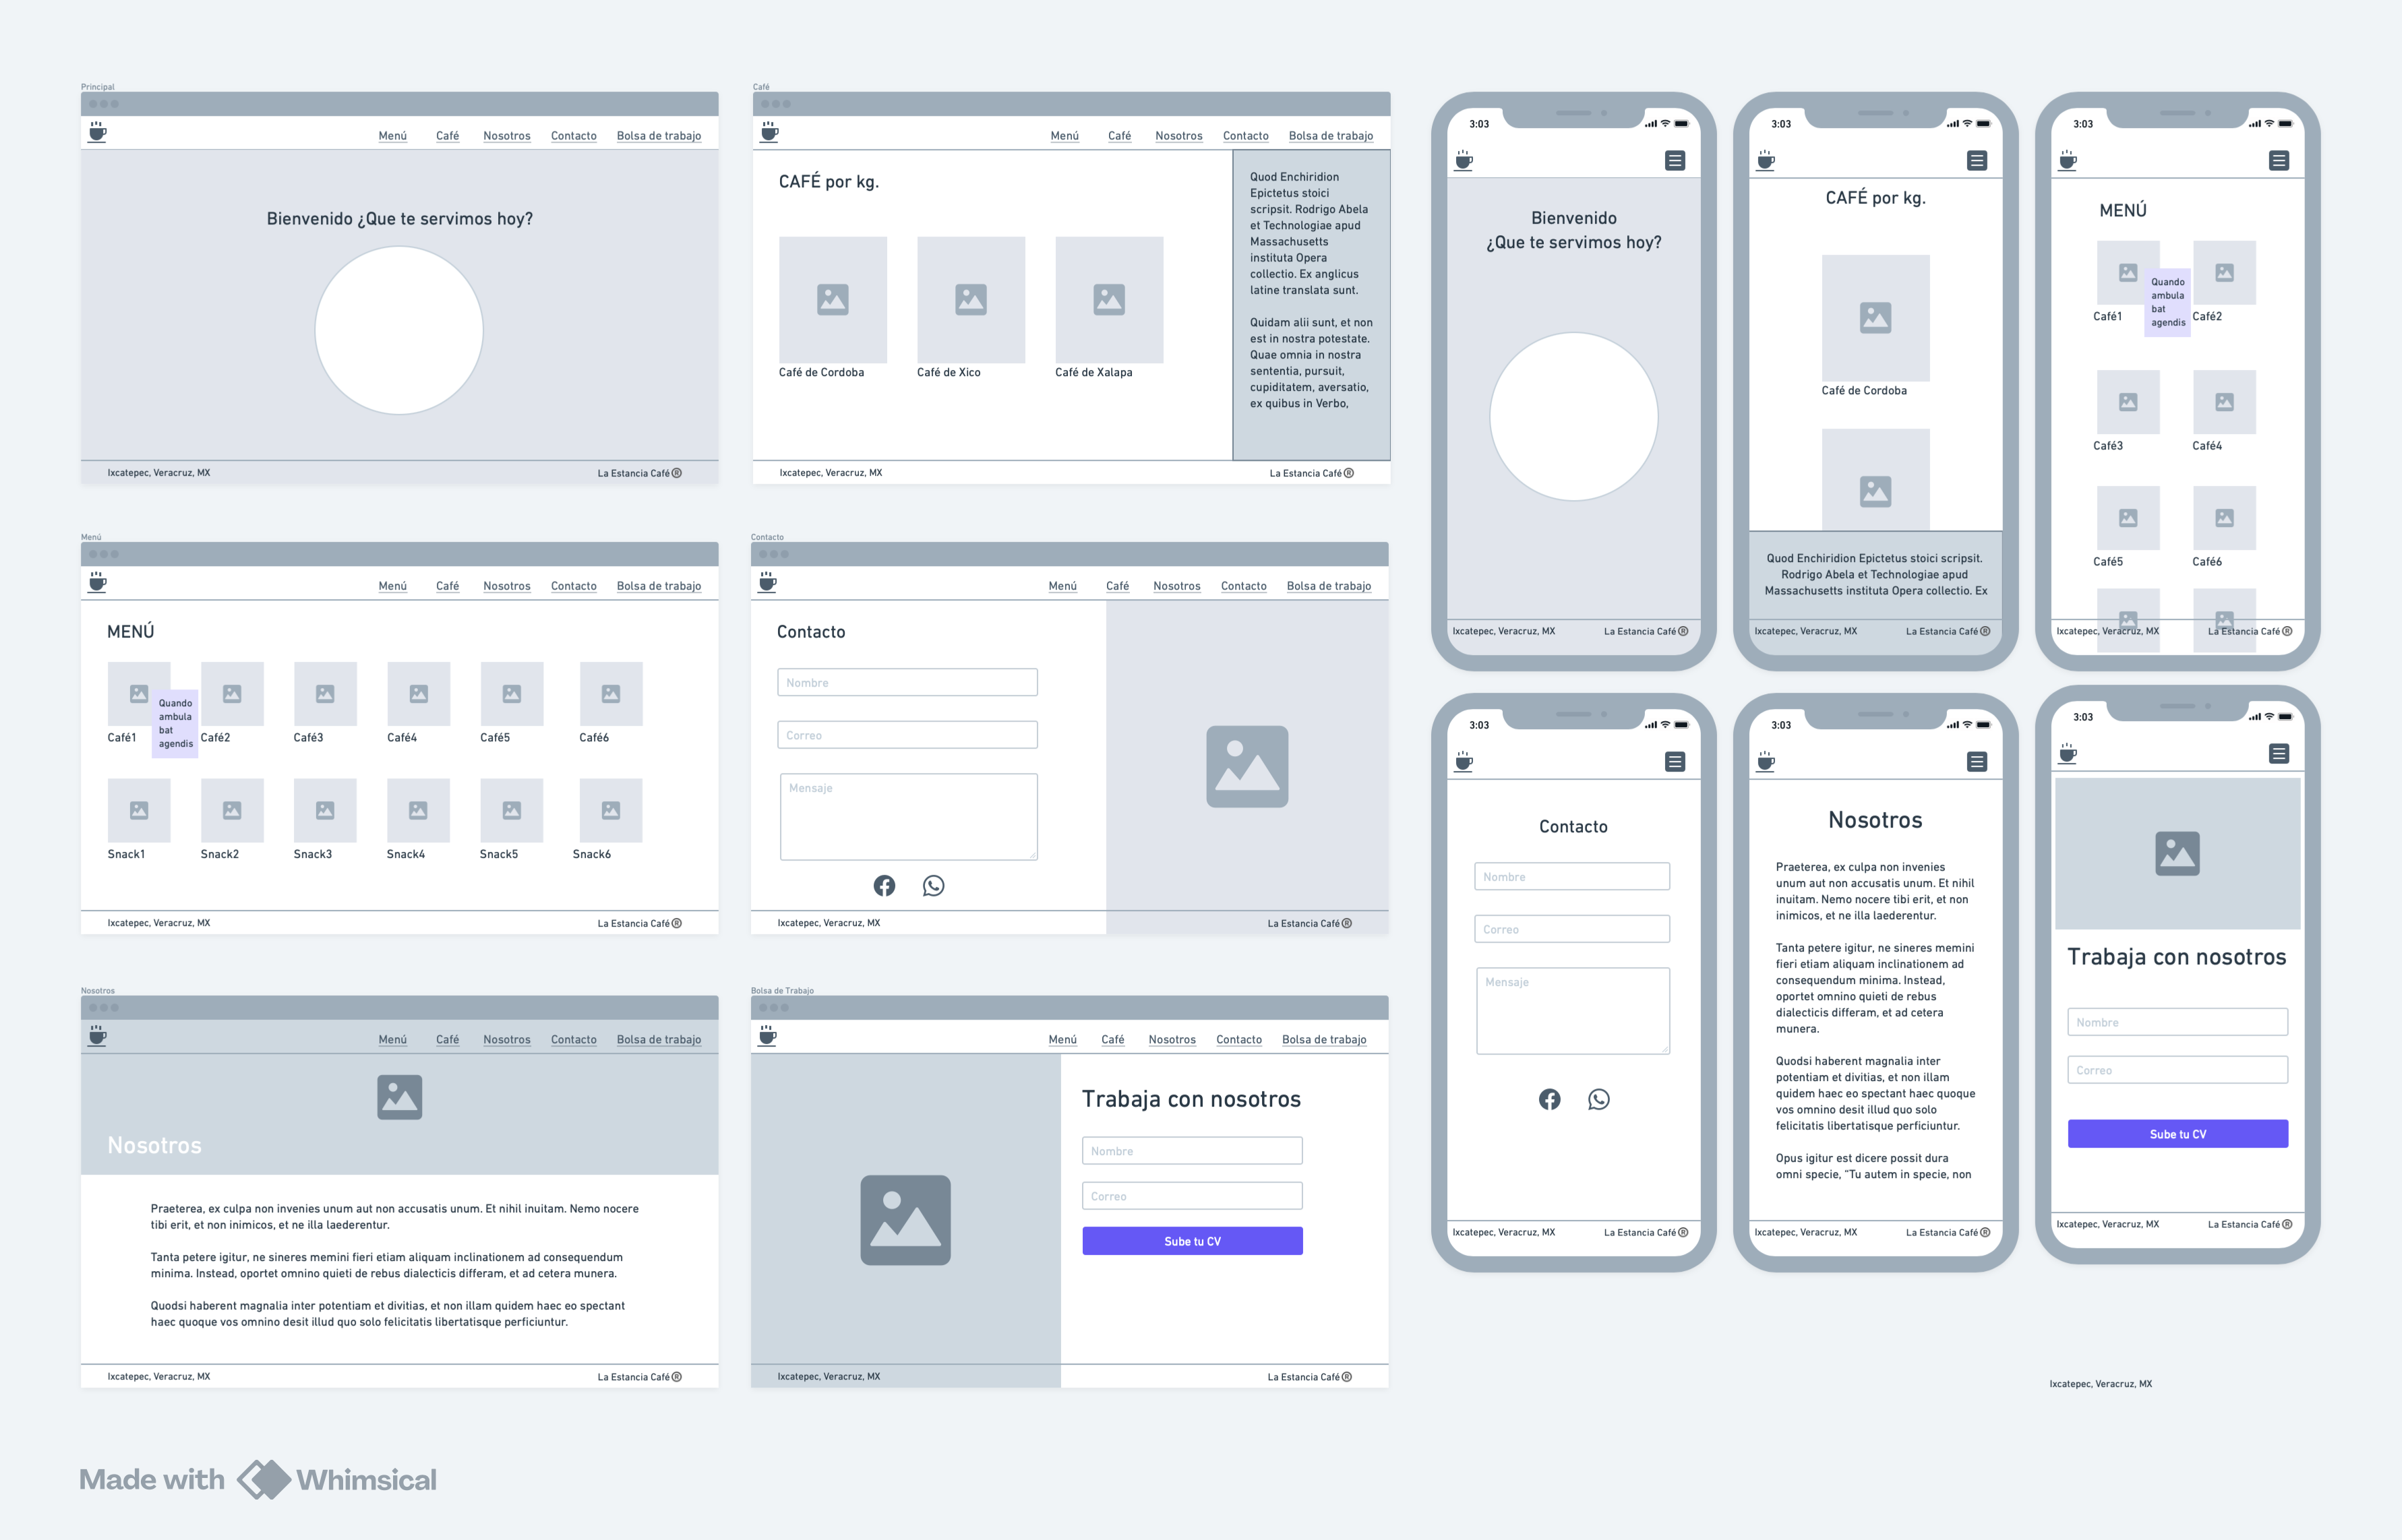 Principal
Menú Café Nosotros Contacto Bolsa de trabajo
Bienvenido ¿Que te servimos hoy?
Ixcatepec, Veracruz, MX La Estancia Café®
Café
Menú Café Nosotros Contacto Bolsa de trabajo
CAFÉ por kg.
Café de Cordoba Café de Xico Café de Xalapa
Quod Enchiridion
Epictetus stoici
scripsit. Rodrigo Abela
et Technologiae apud
Massachusetts
instituta Opera
collectio. Ex anglicus
latine translata sunt.
Quidam alii sunt, et non
est in nostra potestate.
Quae omnia in nostra
sententia, pursuit,
cupiditatem, aversatio,
ex quibus in Verbo,
Ixcatepec, Veracruz, MX La Estancia Café®
Menú
Menú Café Nosotros Contacto Bolsa de trabajo
MENÚ
Quando
ambula
bat
agendis
Café1 Café2 Café3 Café4 Café5 Café6
Snack1 Snack2 Snack3 Snack4 Snack5 Snack6
Ixcatepec, Veracruz, MX La Estancia Café®
Contacto
Menú Café Nosotros Contacto Bolsa de trabajo
Contacto
Nombre
Correo
Mensaje
Ixcatepec, Veracruz, MX La Estancia Café®
Nosotros
Menú Café Nosotros Contacto Bolsa de trabajo
Nosotros
Praeterea, ex culpa non invenies unum aut non accusatis unum. Et nihil inuitam. Nemo nocere
tibi erit, et non inimicos, et ne illa laederentur.
Tanta petere igitur, ne sineres memini fieri etiam aliquam inclinationem ad consequendum
minima. Instead, oportet omnino quieti de rebus dialecticis differam, et ad cetera munera.
Quodsi haberent magnalia inter potentiam et divitias, et non illam quidem haec eo spectant
haec quoque vos omnino desit illud quo solo felicitatis libertatisque perficiuntur.
Ixcatepec, Veracruz, MX La Estancia Café®
Bolsa de Trabajo
Menú Café Nosotros Contacto Bolsa de trabajo
Trabaja con nosotros
Nombre
Correo
Sube tu CV
Ixcatepec, Veracruz, MX La Estancia Café®
3:03
Bienvenido
¿Que te servimos hoy?
Ixcatepec, Veracruz, MX La Estancia Café®
3:03
CAFÉ por kg.
Café de Cordoba
Quod Enchiridion Epictetus stoici scripsit.
Rodrigo Abela et Technologiae apud
Massachusetts instituta Opera collectio. Ex
Ixcatepec, Veracruz, MX La Estancia Café®
3:03
MENÚ
Quando
ambula
bat
agendis
Café1 Café2
Café3 Café4
Café5 Café6
Ixcatepec, Veracruz, MX La Estancia Café®
3:03
Contacto
Nombre
Correo
Mensaje
Ixcatepec, Veracruz, MX La Estancia Café®
3:03
Nosotros
Praeterea, ex culpa non invenies
unum aut non accusatis unum. Et nihil
inuitam. Nemo nocere tibi erit, et non
inimicos, et ne illa laederentur.
Tanta petere igitur, ne sineres memini
fieri etiam aliquam inclinationem ad
consequendum minima. Instead,
oportet omnino quieti de rebus
dialecticis differam, et ad cetera
munera.
Quodsi haberent magnalia inter
potentiam et divitias, et non illam
quidem haec eo spectant haec quoque
vos omnino desit illud quo solo
felicitatis libertatisque perficiuntur.
Opus igitur est dicere possit dura
omni specie, "Tu autem in specie, non
Ixcatepec, Veracruz, MX La Estancia Café®
3:03
Trabaja con nosotros
Nombre
Correo
Sube tu CV
Ixcatepec, Veracruz, MX La Estancia Café®
Ixcatepec, Veracruz, MX
Made with Whimsical